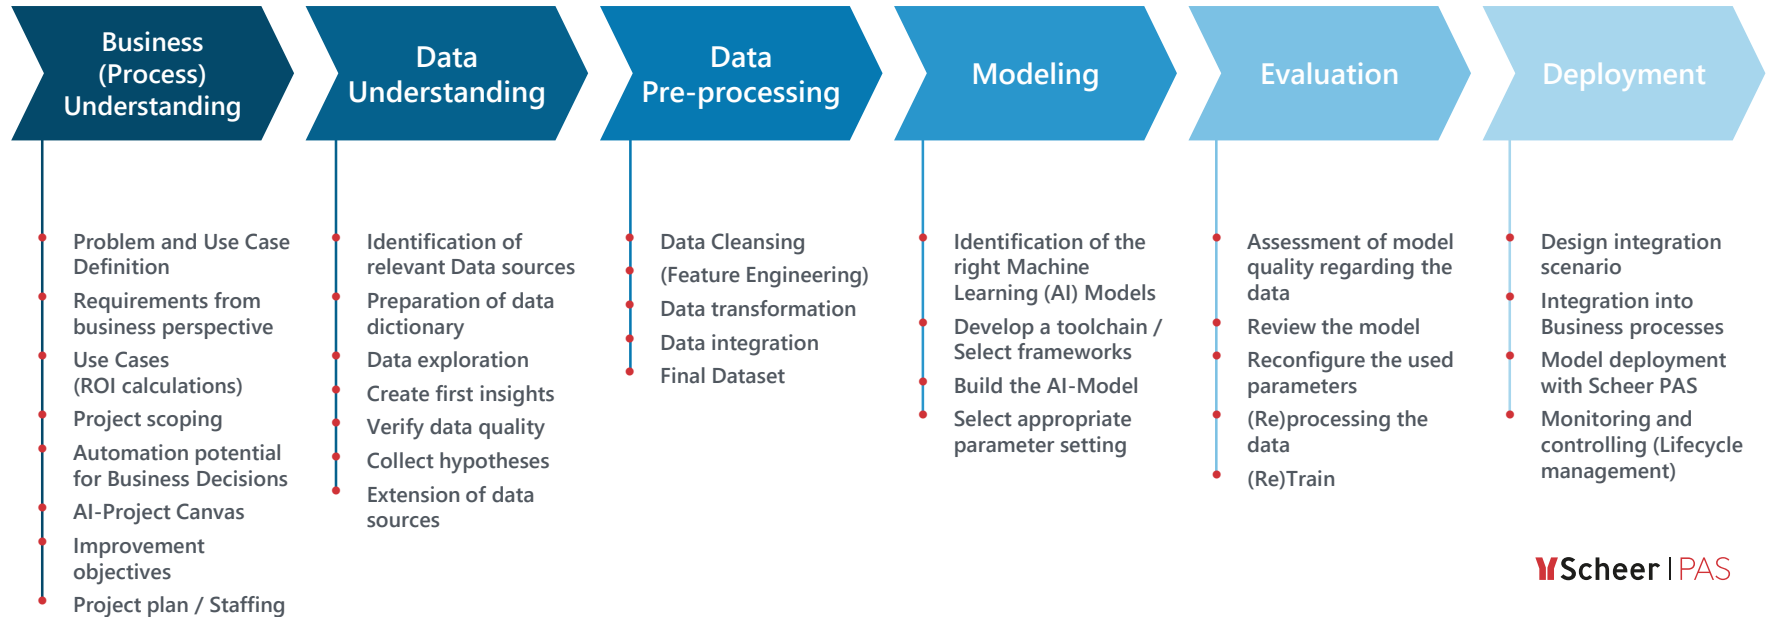 Business
(Process)
Understanding
Data
Understanding
Data
Pre-processing
Modeling
Evaluation
Deployment
Problem and Use Case
Definition
Requirements from
business perspective
Use Cases
(ROI calculations)
Project scoping
Automation potential
for Business Decisions
AI-Project Canvas
Improvement
objectives
Project plan / Staffing
Identification of
relevant Data sources
Preparation of data
dictionary
Data exploration
Create first insights
Verify data quality
Collect hypotheses
Extension of data
sources
Data Cleansing
(Feature Engineering)
Data transformation
Data integration
Final Dataset
Identification of the
right Machine
Learning (AI) Models
Develop a toolchain /
Select frameworks
Build the AI-Model
Select appropriate
parameter setting
Assessment of model
quality regarding the
data
Review the model
Reconfigure the used
parameters
(Re)processing the
data
(Re)Train
Design integration
scenario
Integration into
Business processes
Model deployment
with Scheer PAS
Monitoring and
controlling (Lifecycle
management)
Scheer | PAS